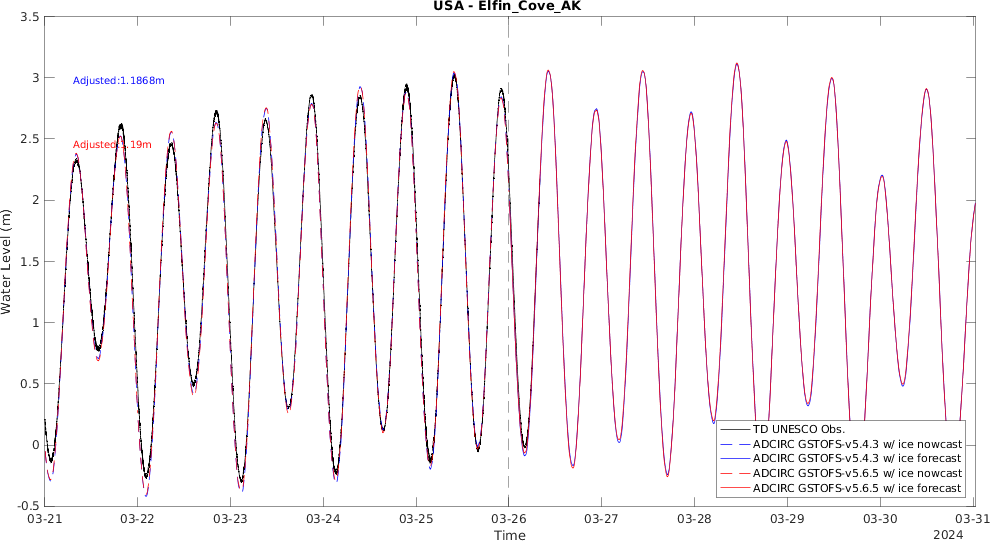 USA - Elfin_Cove_AK
3.5
3
2.5
2
1.5
1
0.5
0
-0.5
Water Level (m)
Adjusted:1.1868m
Adjusted:1.19m
TD UNESCO Obs.
ADCIRC GSTOFS-v5.4.3 w/ ice nowcast
ADCIRC GSTOFS-v5.4.3 w/ ice forecast
ADCIRC GSTOFS-v5.6.5 w/ ice nowcast
ADCIRC GSTOFS-v5.6.5 w/ ice forecast
03-21 03-22 03-23 03-24 03-25 03-26 03-27 03-28 03-29 03-30 03-31
Time
2024